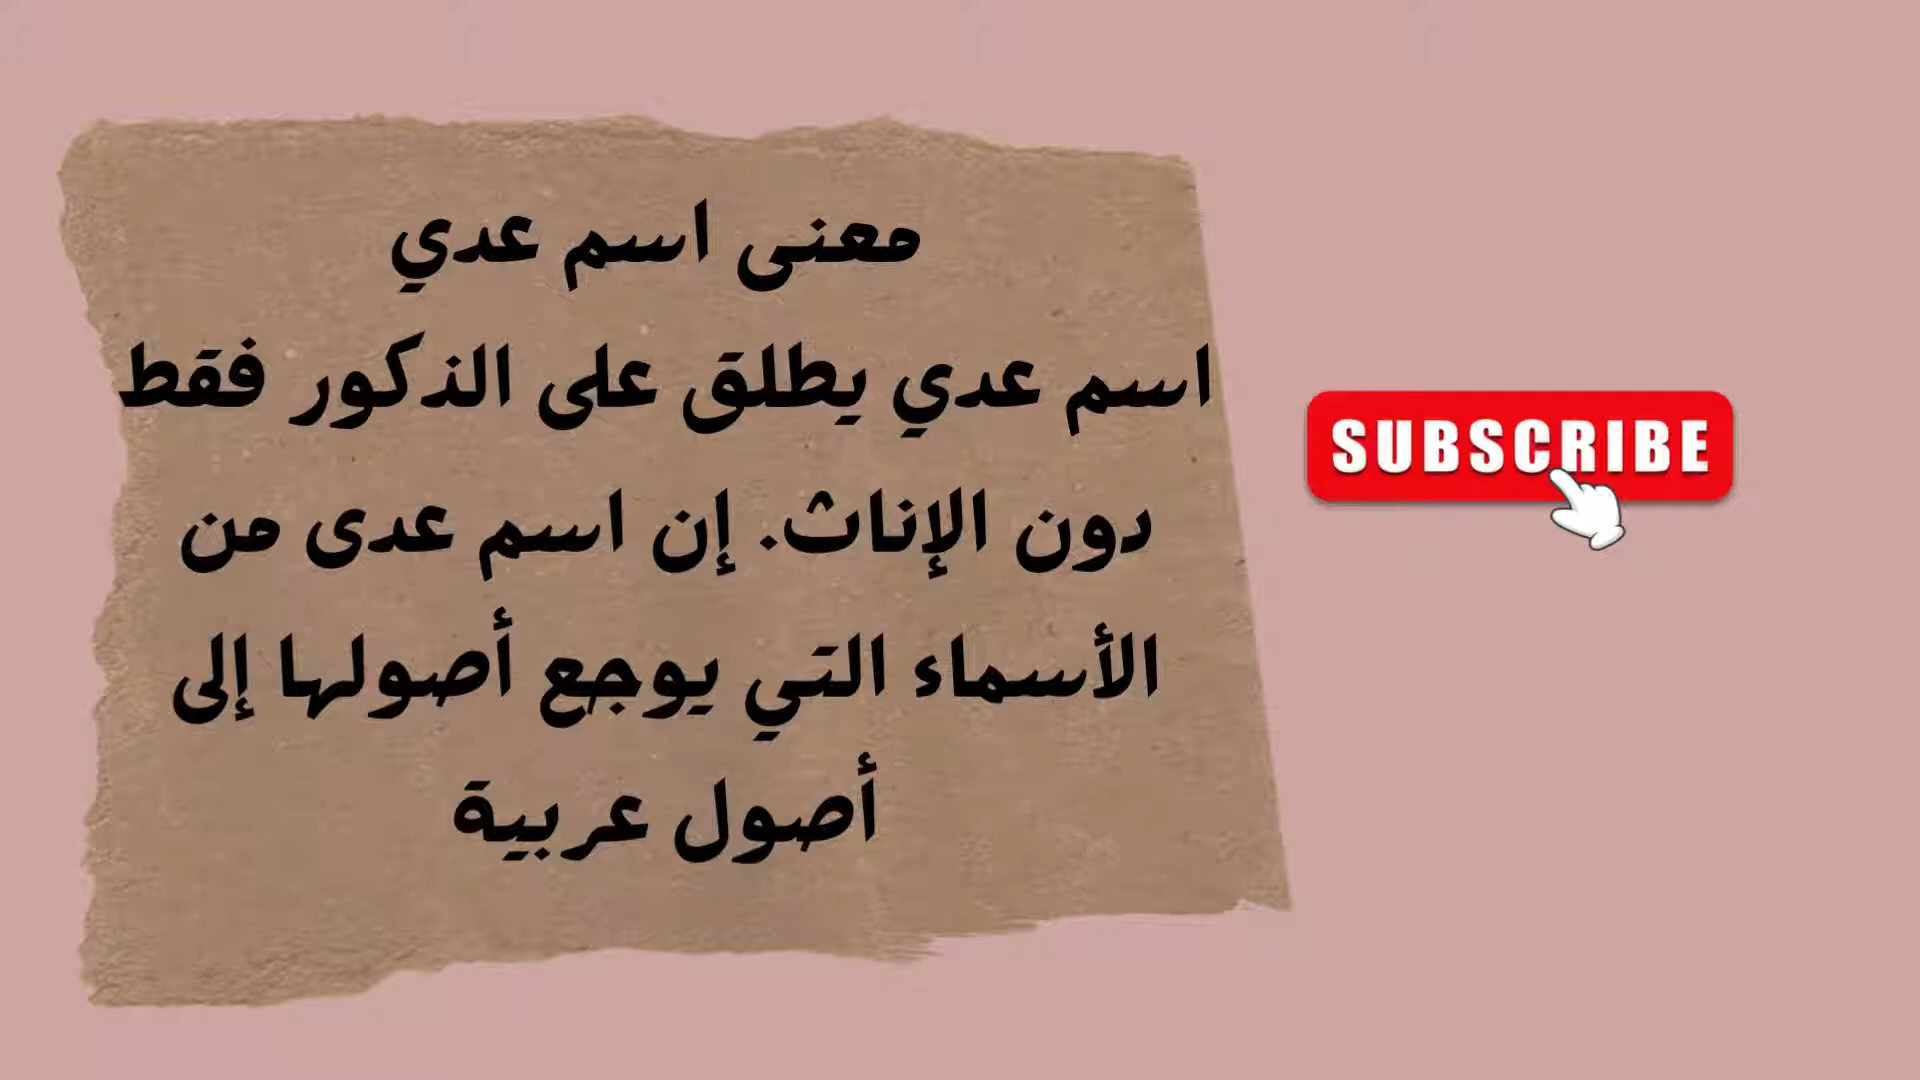 معنى اسم عدي
اسم عدي يطلق على الذكور فقط
دون الإناث. إن اسم عدى من
الأسماء التي يوجع أصولها إلى
أصول عربية
SUBSCRIBE